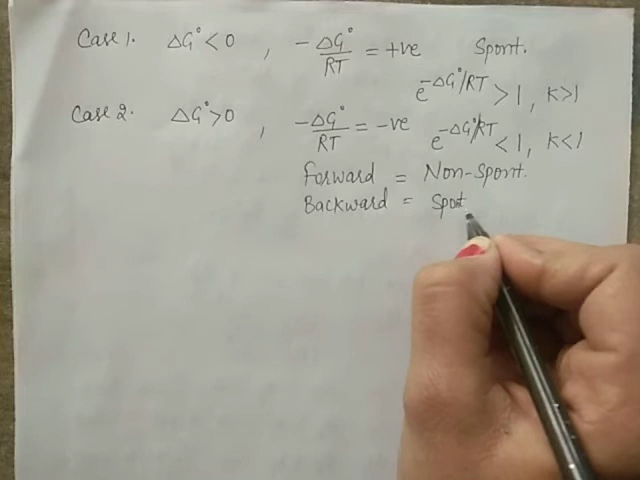 Case 1. ΔG°<0 , -ΔG°/RT = +ve Spont.
e^-ΔG°/RT >1, K>1
Case 2. ΔG°>0 , -ΔG°/RT = -ve e^-ΔG°/RT <1, K<1
Forward = Non-Spont.
Backward = Spot